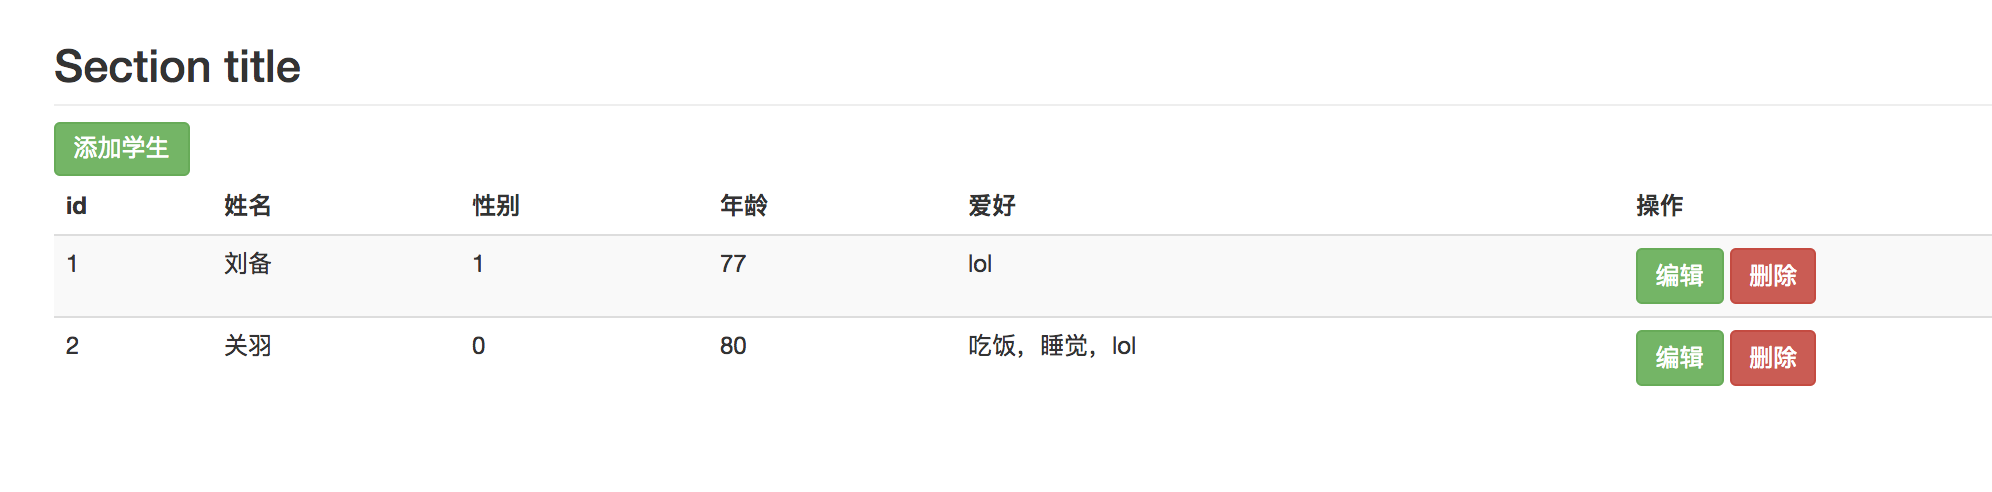 Section title
添加学生
id 姓名 性别 年龄 爱好 操作
1 刘备 1 77 lol 编辑 删除
2 关羽 0 80 吃饭，睡觉，lol 编辑 删除